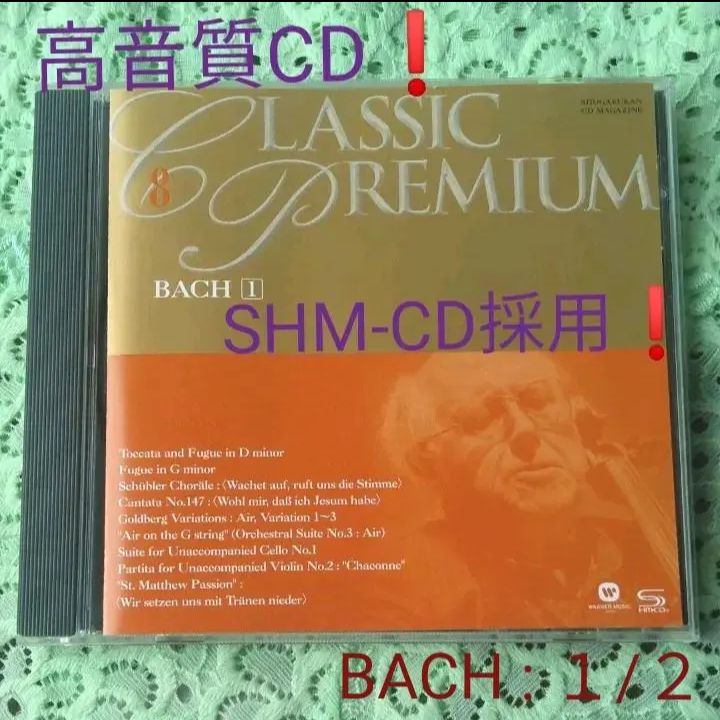 高音質CD❗
SHOGAKUKAN
CD MAGAZINE
CLASSIC
8
PREMIUM
BACH 1
SHM-CD採用❗
Toccata and Fugue in D minor
Fugue in G minor
Schübler Choräle : 〈Wachet auf, ruft uns die Stimme〉
Cantata No.147 : 〈Wohl mir, daß ich Jesum habe〉
Goldberg Variations : Air, Variation 1~3
"Air on the G string" (Orchestral Suite No.3 : Air)
Suite for Unaccompanied Cello No.1
Partita for Unaccompanied Violin No.2 : "Chaconne"
"St. Matthew Passion" :
〈Wir setzen uns mit Tränen nieder〉
WARNER MUSIC
BACH : 1 / 2